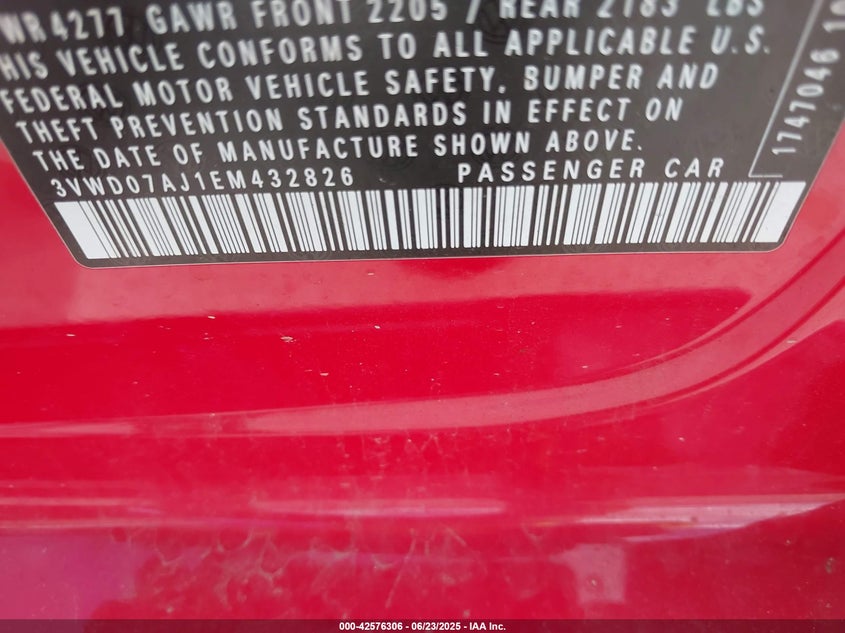 WR 4277 GAWR FRONT 2205 / REAR 2183 LBS
HIS VEHICLE CONFORMS TO ALL APPLICABLE U.S.
FEDERAL MOTOR VEHICLE SAFETY, BUMPER AND
THEFT PREVENTION STANDARDS IN EFFECT ON
THE DATE OF MANUFACTURE SHOWN ABOVE.
3VWD07AJ1EM432826 PASSENGER CAR
1747046
000-42576306 - 06/23/2025 - IAA Inc.